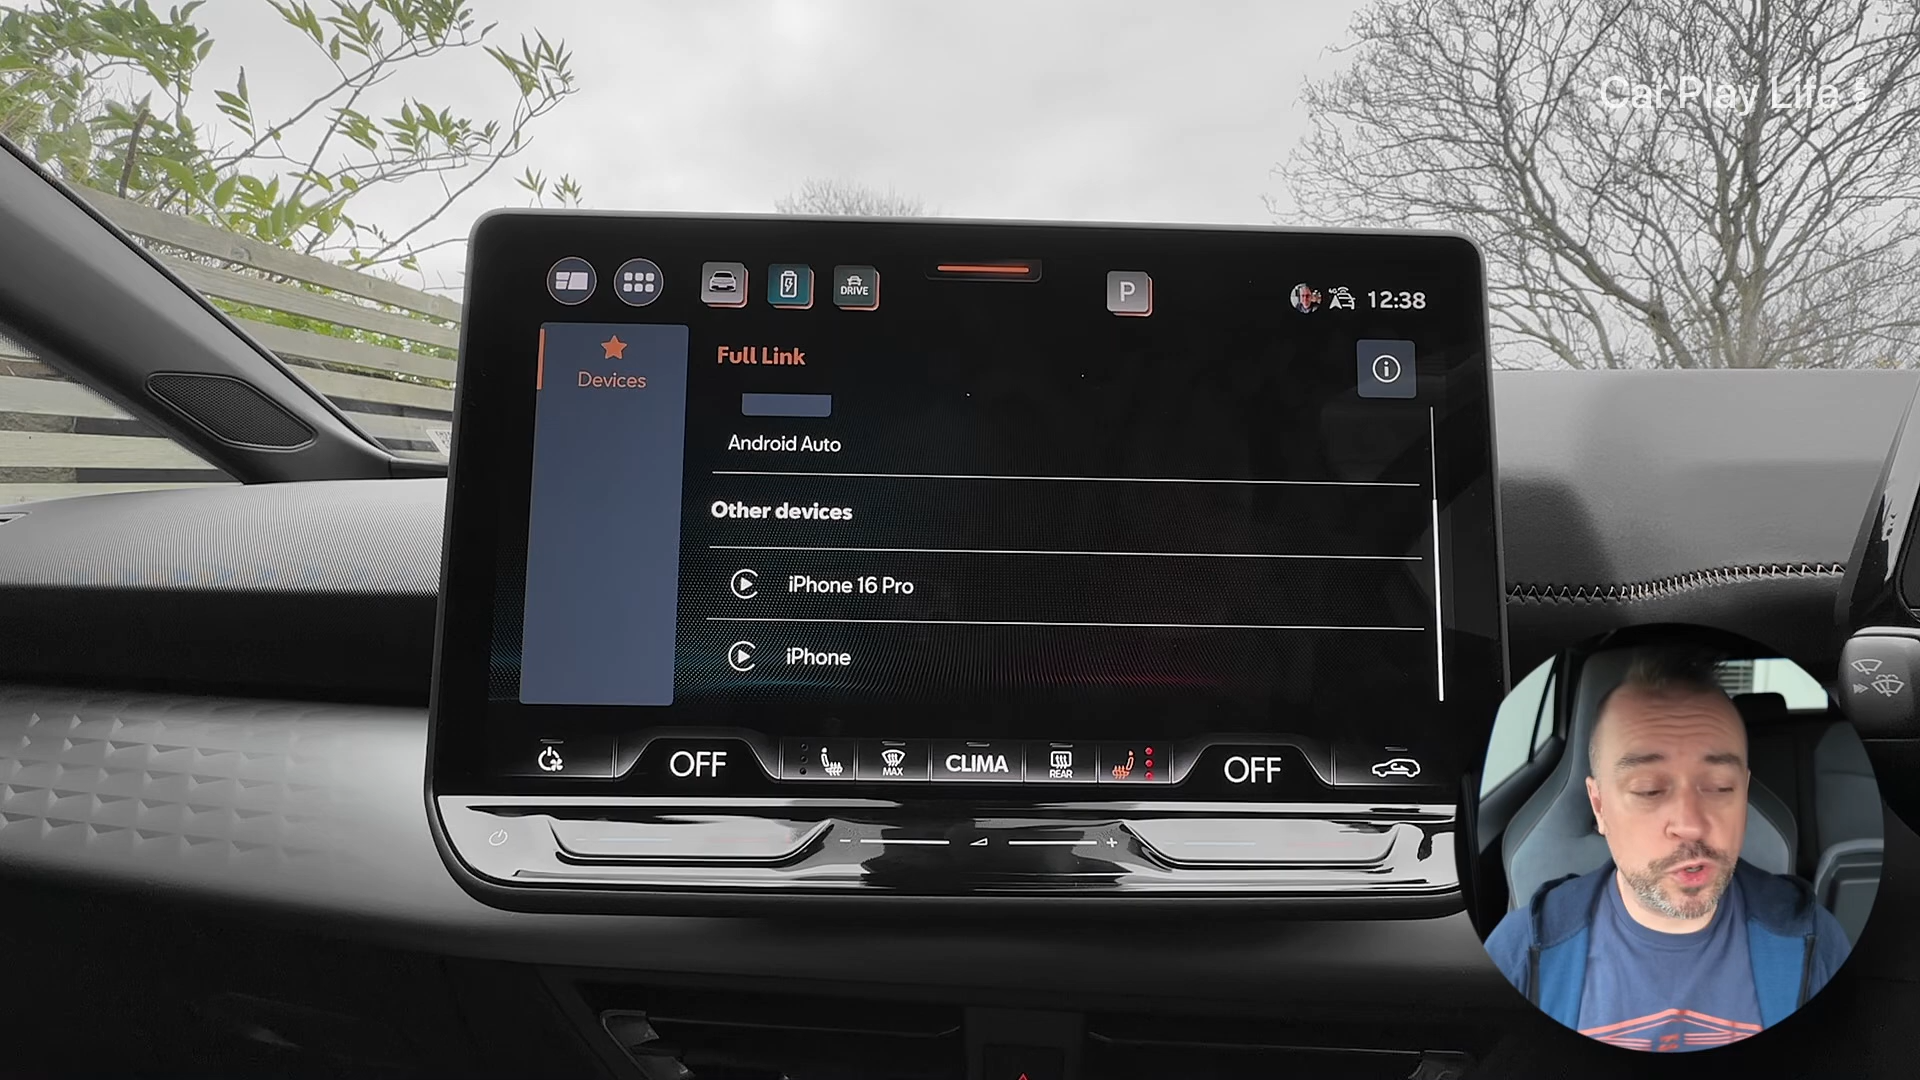 Car Play Life
DRIVE
P
12:38
Devices
Full Link
Android Auto
Other devices
iPhone 16 Pro
iPhone
OFF
MAX
CLIMA
REAR
OFF